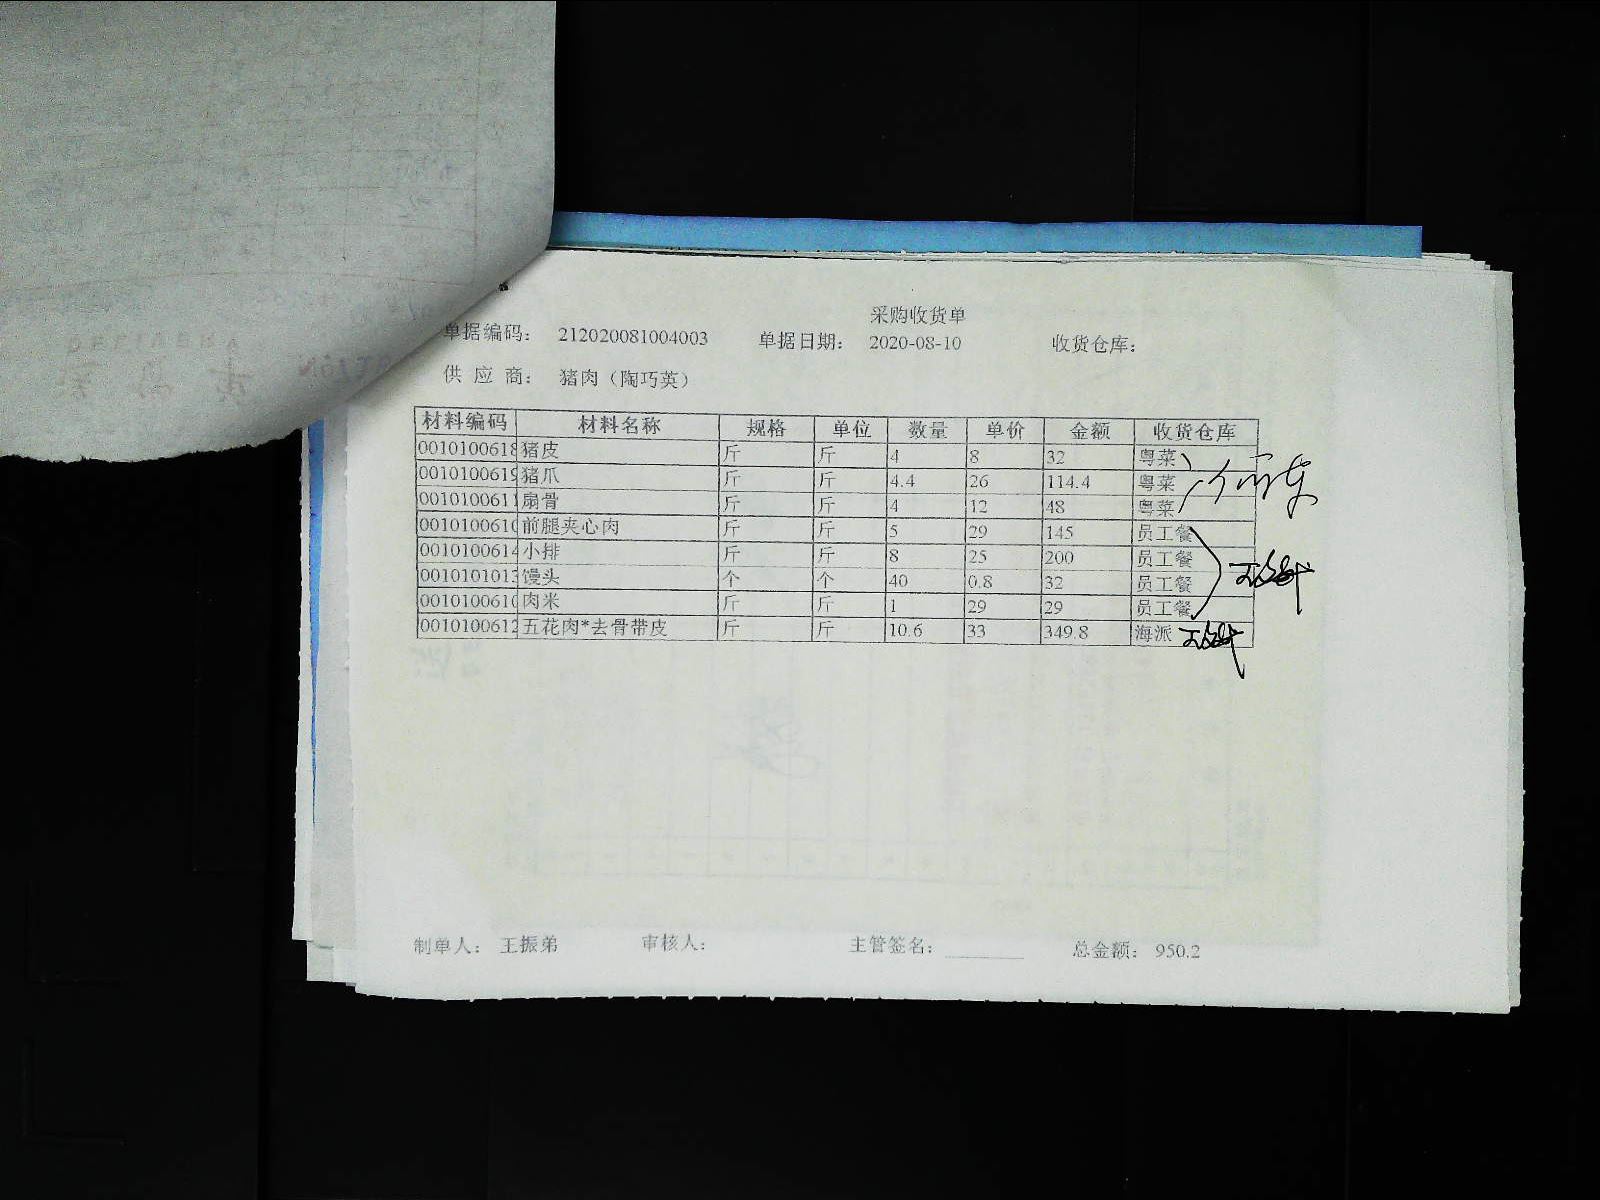 采购收货单
单据编码： 212020081004003 单据日期： 2020-08-10 收货仓库：
供 应 商： 猪肉（陶巧英）
材料编码 材料名称 规格 单位 数量 单价 金额 收货仓库
0010100618 猪皮 斤 斤 4 8 32 粤菜
0010100619 猪爪 斤 斤 4.4 26 114.4 粤菜
0010100611 扇骨 斤 斤 4 12 48 粤菜
0010100610 前腿夹心肉 斤 斤 5 29 145 员工餐
0010100614 小排 斤 斤 8 25 200 员工餐
0010101013 馒头 个 个 40 0.8 32 员工餐
0010100610 肉米 斤 斤 1 29 29 员工餐
0010100612 五花肉*去骨带皮 斤 斤 10.6 33 349.8 海派
制单人： 王振弟 审核人： 主管签名： 总金额： 950.2